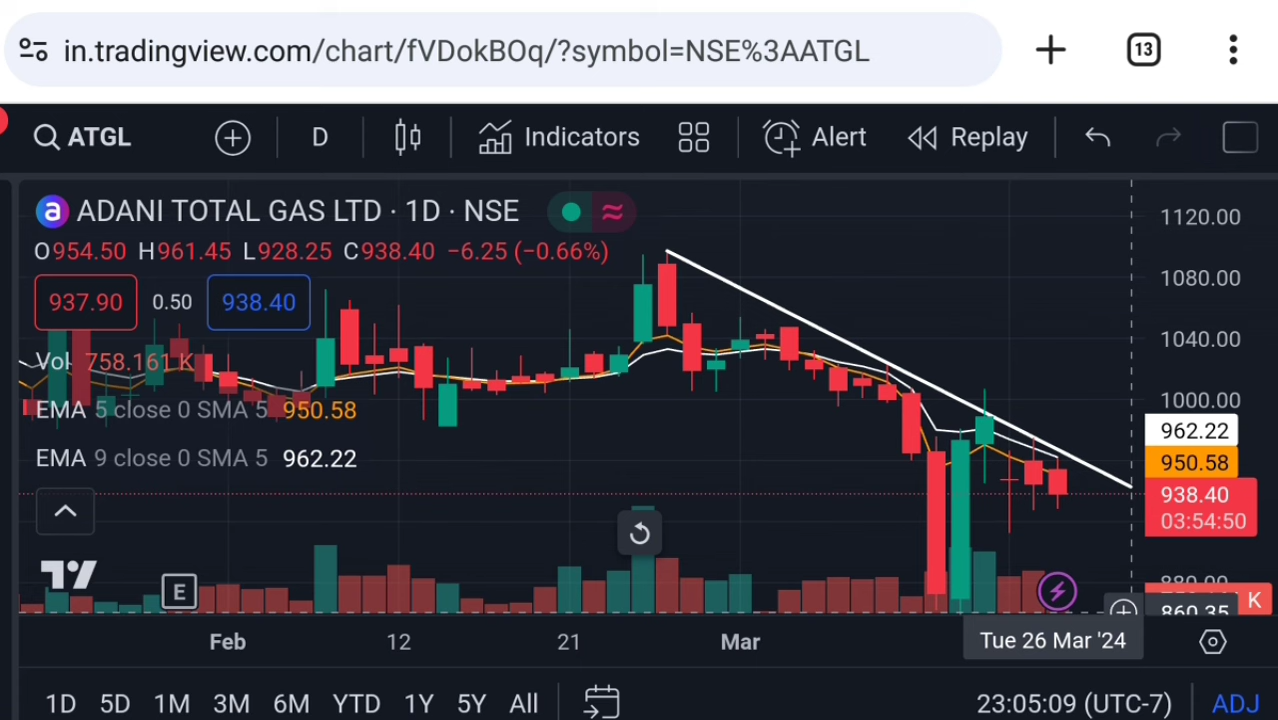 in.tradingview.com/chart/fVDokBOq/?symbol=NSE%3AATGL
13
ATGL D Indicators Alert Replay
a ADANI TOTAL GAS LTD · 1D · NSE
O954.50 H961.45 L928.25 C938.40 −6.25 (−0.66%)
937.90 0.50 938.40
Vol 758.161 K
EMA 5 close 0 SMA 5 950.58
EMA 9 close 0 SMA 5 962.22
1120.00
1080.00
1040.00
1000.00
962.22
950.58
938.40
03:54:50
880.00
K
860.35
E
Feb 12 21 Mar Tue 26 Mar '24
1D 5D 1M 3M 6M YTD 1Y 5Y All 23:05:09 (UTC-7) ADJ